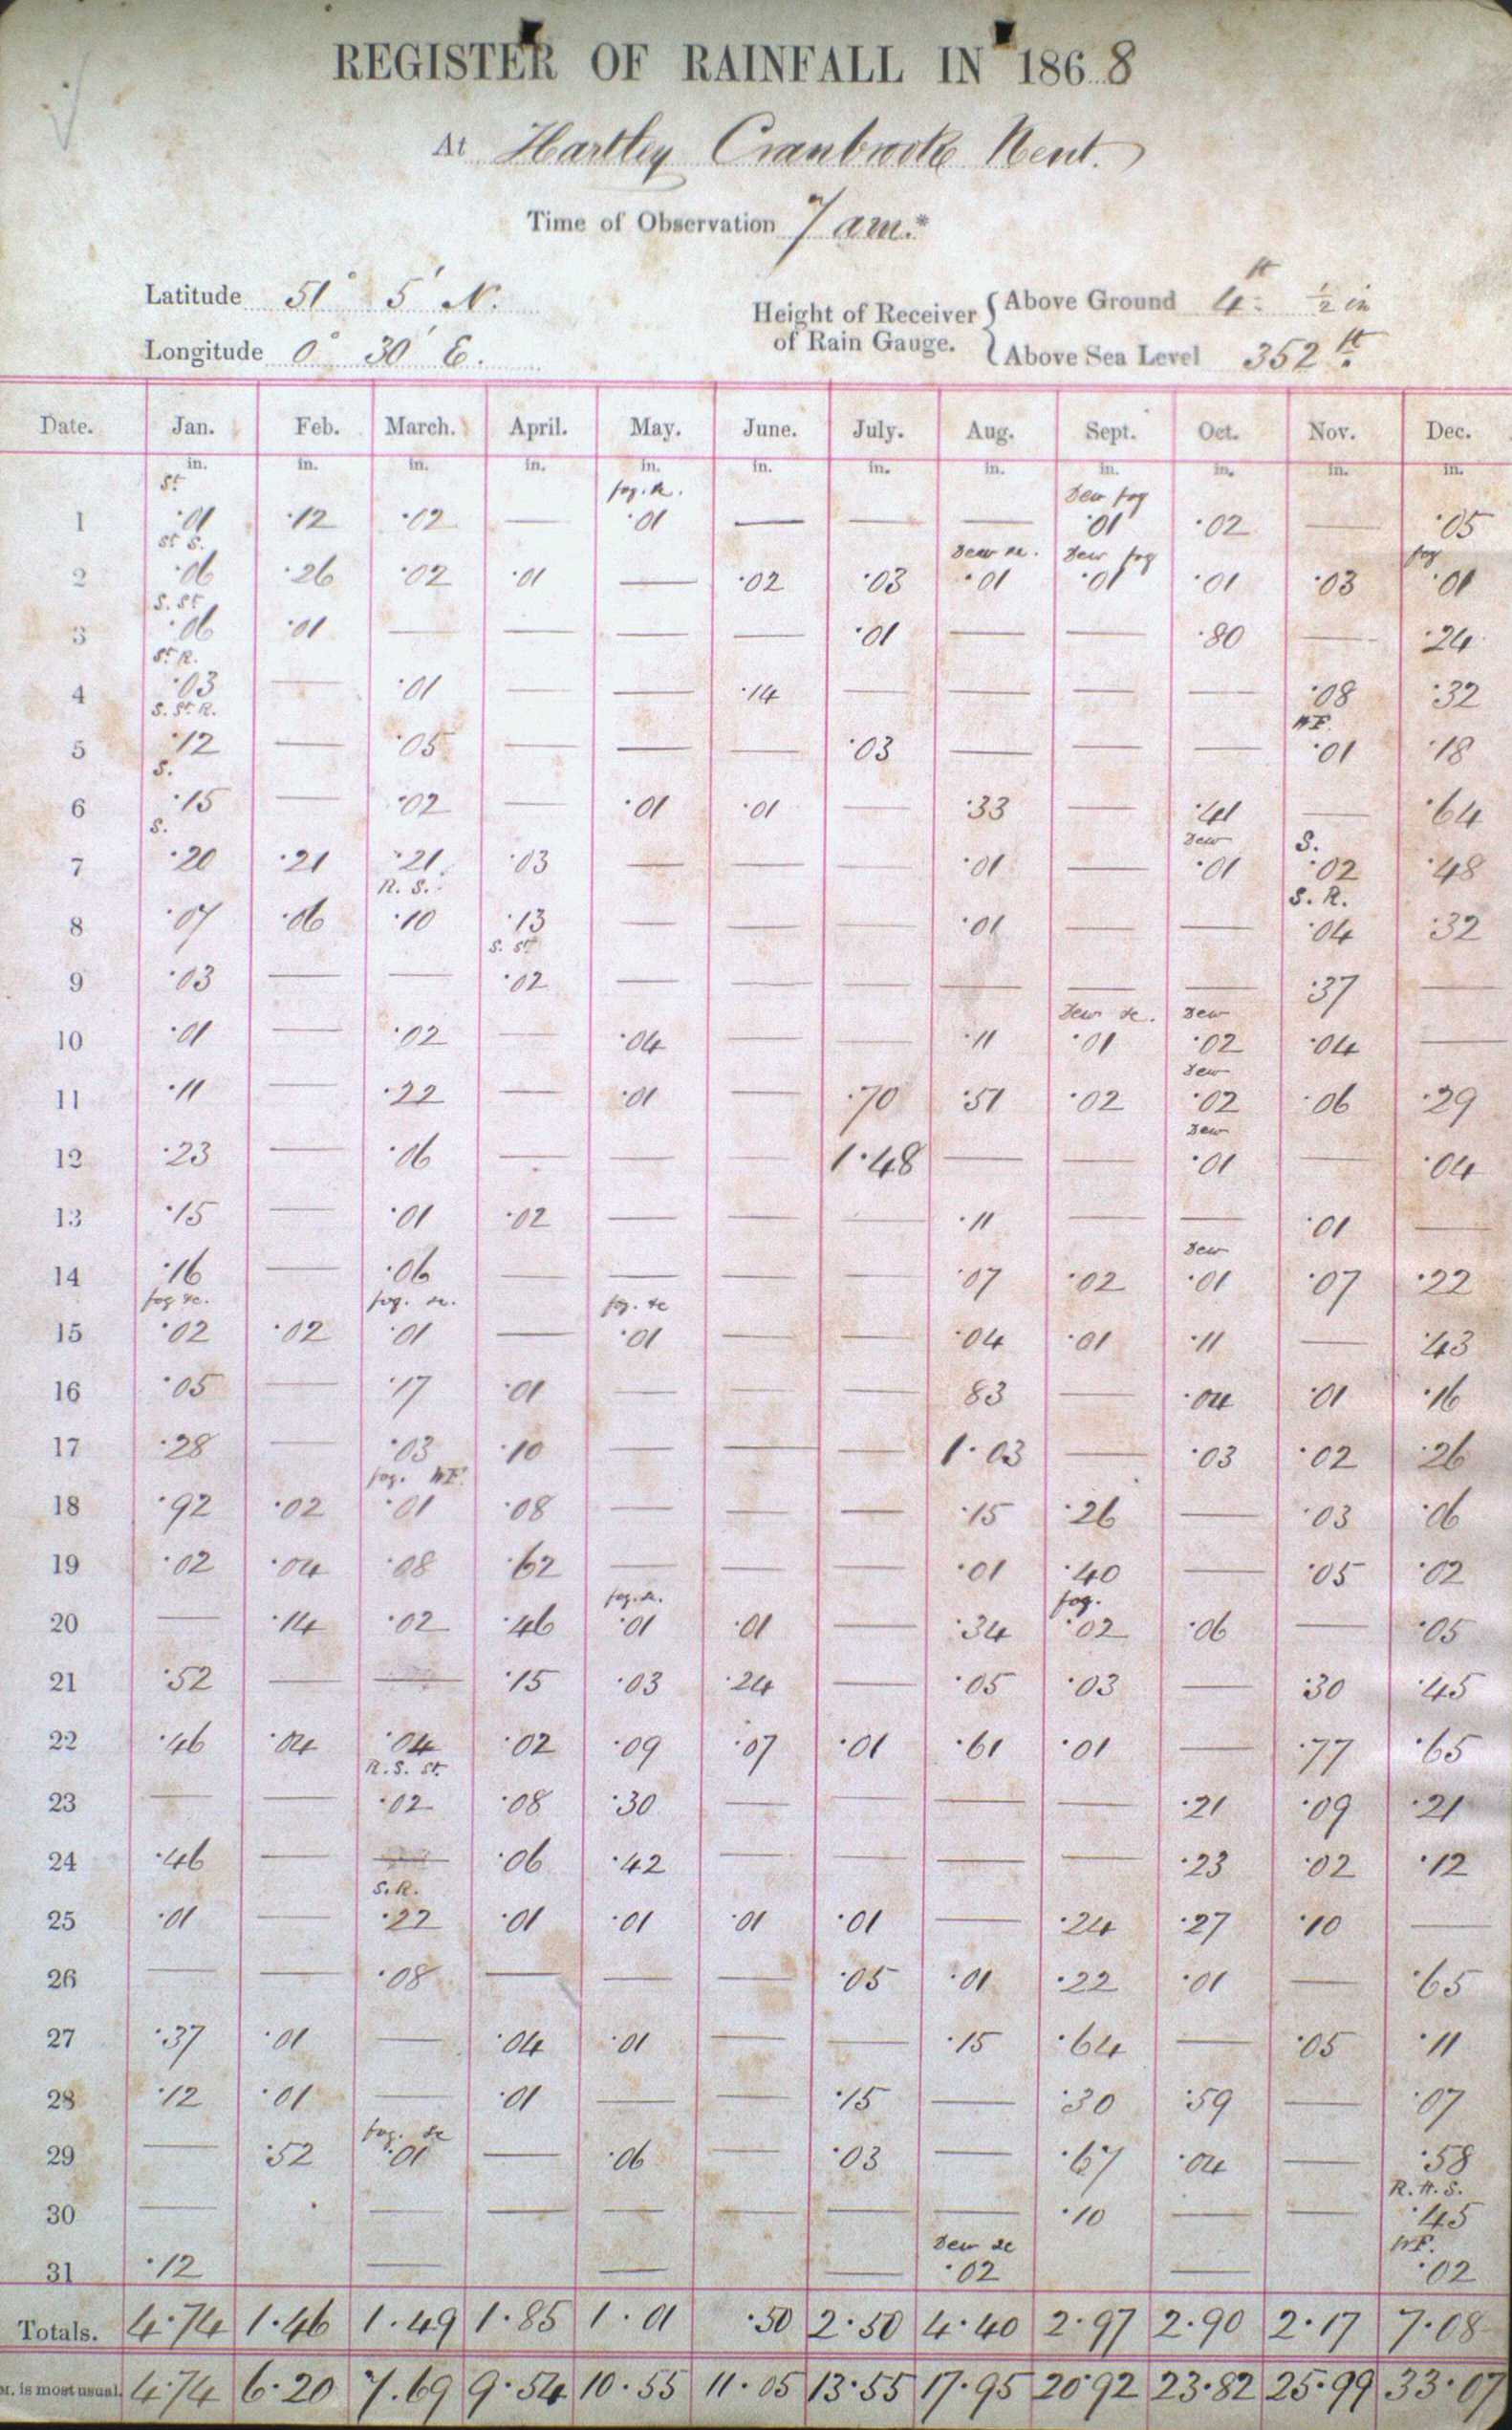 REGISTER OF RAINFALL IN 1868
At Hartley Cranbrook Kent.
Time of Observation 7 am.*
Latitude 51° 5' N.
Longitude 0° 30' E.
Height of Receiver of Rain Gauge. { Above Ground 4 ft. ½ in
Above Sea Level 352 ft.
Date. Jan. Feb. March. April. May. June. July. Aug. Sept. Oct. Nov. Dec.
in. in. in. in. in. in. in. in. in. in. in. in.
St. Dew fog
1 ·01 ·12 ·02 — ·01 — — — ·01 ·02 — ·05
St S. Dew fog fog
2 ·06 ·26 ·02 ·01 — ·02 ·03 ·01 ·01 ·01 ·03 ·01
S. St
3 ·06 ·01 — — — — ·01 — — ·80 — ·24
St. R.
4 ·03 — ·01 — — ·14 — — — — ·08 ·32
S. St. R. H F.
5 ·12 — ·05 — — — ·03 — — — ·01 ·18
S.
6 ·15 — ·02 — ·01 ·01 — ·33 — ·41 — ·64
S. Dew S.
7 ·20 ·21 ·21 ·03 — — — ·01 — ·01 ·02 ·48
R. S. S. R.
8 ·07 ·06 ·10 ·13 — — — ·01 — — ·04 ·32
S. St
9 ·03 — — ·02 — — — — — — ·37 —
Dew Dew
10 ·01 — ·02 — ·04 — — ·11 ·01 ·02 ·04 —
Dew
11 ·11 — ·22 — ·01 — ·70 ·51 ·02 ·02 ·06 ·29
Dew
12 ·23 — ·06 — — — 1·48 — — ·01 — ·04
13 ·15 — ·01 ·02 — — — ·11 — — ·01 —
Dew
14 ·16 — ·06 — — — — ·07 ·02 ·01 ·07 ·22
fog fog. fog.
15 ·02 ·02 ·01 — ·01 — — ·04 ·01 ·11 — ·43
16 ·05 — ·17 ·01 — — — 83 — ·04 ·01 ·16
17 ·28 — ·03 ·10 — — — 1·03 — ·03 ·02 ·26
fog. H F.
18 ·92 ·02 ·01 ·08 — — — ·15 ·26 — ·03 ·06
19 ·02 ·04 ·08 ·62 — — — ·01 ·40 — ·05 ·02
fog. fog.
20 — ·14 ·02 ·46 ·01 ·01 — ·34 ·02 ·06 — ·05
21 ·52 — — ·15 ·03 ·24 — ·05 ·03 — ·30 ·45
22 ·46 ·04 ·04 ·02 ·09 ·07 ·01 ·61 ·01 — ·77 ·65
R. S. St.
23 — — ·02 ·08 ·30 — — — — ·21 ·09 ·21
24 ·46 — — ·06 ·42 — — — — ·23 ·02 ·12
S. R.
25 ·01 — ·22 ·01 ·01 ·01 ·01 — ·24 ·27 ·10 —
26 — — ·08 — — — ·05 ·01 ·22 ·01 — ·65
27 ·37 ·01 — ·04 ·01 — — ·15 ·64 — ·05 ·11
28 ·12 ·01 — ·01 — — ·15 — ·30 ·59 — ·07
fog.
29 — ·52 ·01 — ·06 — ·03 — ·67 ·04 — ·58
R. H. S.
30 — — — — — — ·10 — — ·45
Dew H F.
31 ·12 — — — ·02 — ·02
Totals. 4·74 1·46 1·49 1·85 1·01 ·50 2·50 4·40 2·97 2·90 2·17 7·08
is most usual. 4·74 6·20 7·69 9·54 10·55 11·05 13·55 17·95 20·92 23·82 25·99 33·07